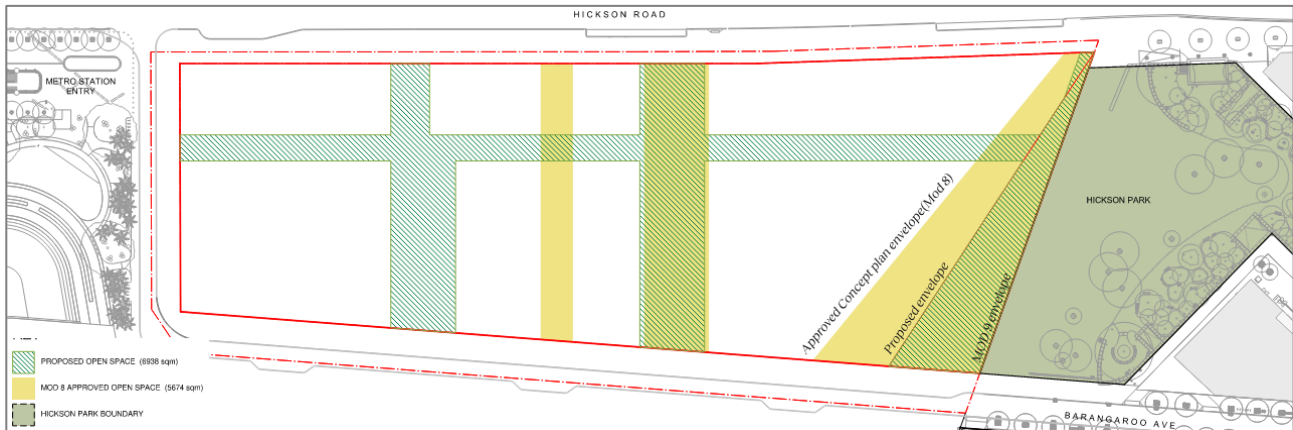 HICKSON ROAD
METRO STATION
ENTRY
HICKSON PARK
Approved Concept plan envelope(Mod 8)
Proposed envelope
MOD 9 envelope
PROPOSED OPEN SPACE (6938 sqm)
MOD 8 APPROVED OPEN SPACE (5674 sqm)
HICKSON PARK BOUNDARY
BARANGAROO AVE